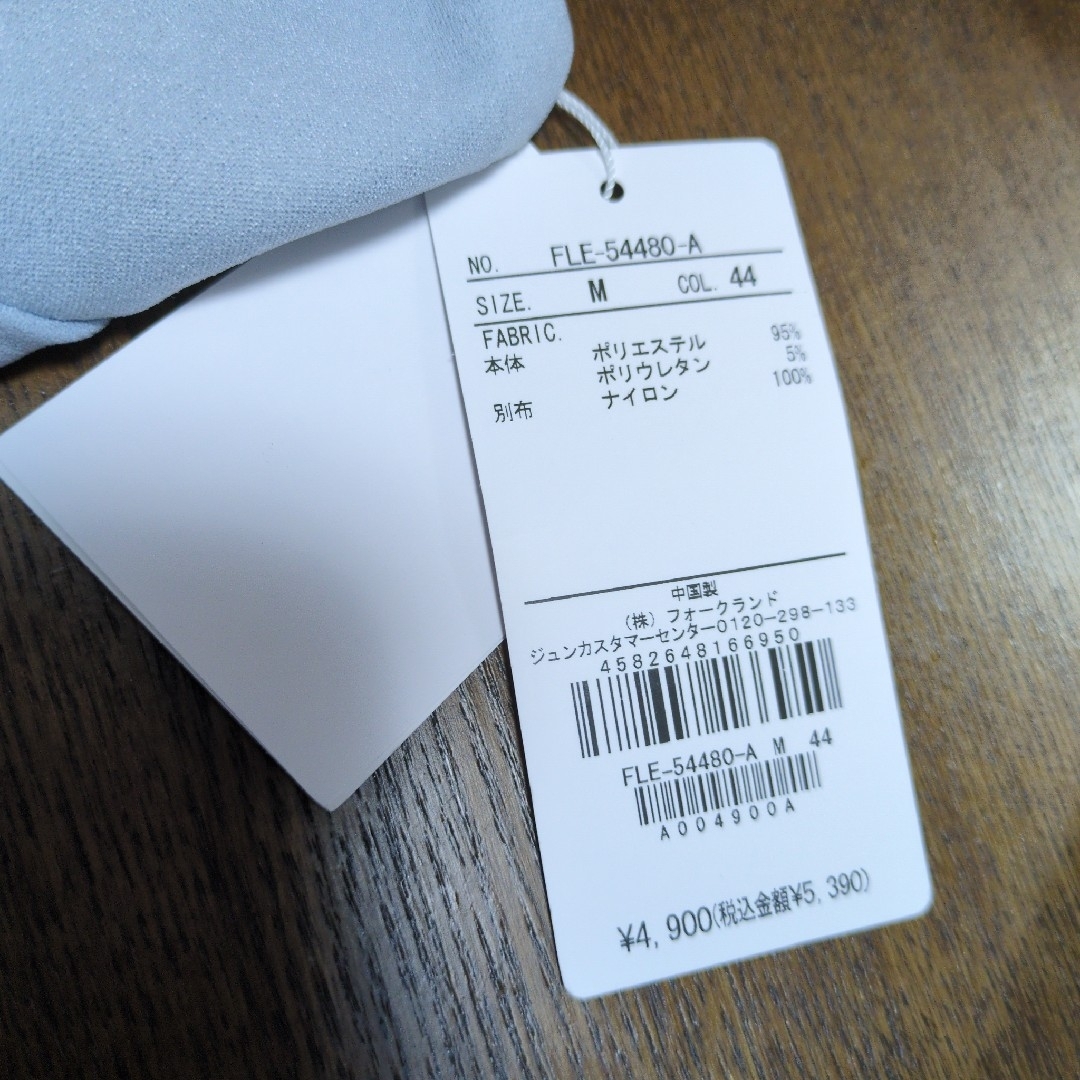 NO. FLE-54480-A
SIZE. M COL. 44
FABRIC.
本体 ポリエステル 95%
ポリウレタン 5%
別布 ナイロン 100%
中国製
(株) フォークランド
ジュンカスタマーセンター0120-298-133
4582648166950
FLE-54480-A M 44
A004900A
¥4,900(税込金額¥5,390)